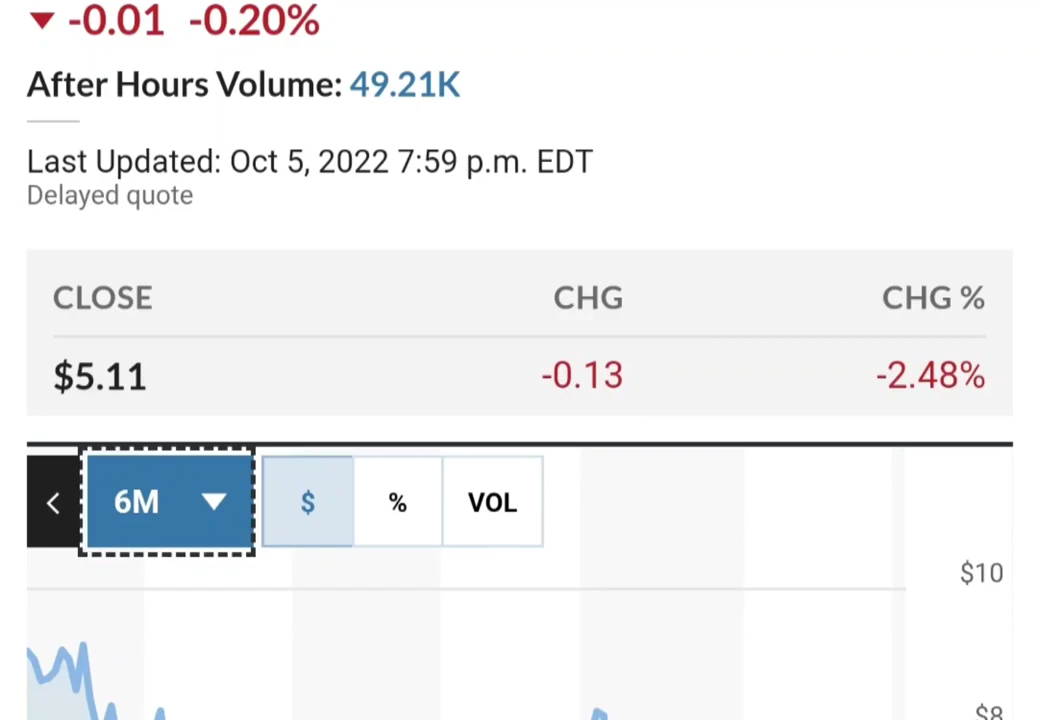 ▼ -0.01 -0.20%
After Hours Volume: 49.21K
Last Updated: Oct 5, 2022 7:59 p.m. EDT
Delayed quote
CLOSE CHG CHG %
$5.11 -0.13 -2.48%
6M ▼ $ % VOL
$10
$8